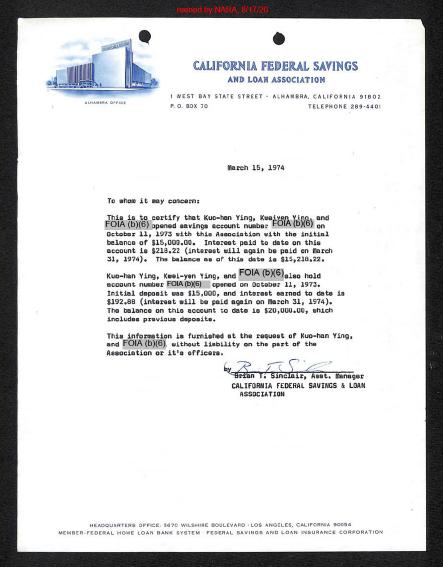 reened by NARA, 8/17/20
CALIFORNIA FEDERAL SAVINGS
AND LOAN ASSOCIATION
ALHAMBRA OFFICE
1 WEST BAY STATE STREET · ALHAMBRA, CALIFORNIA 91802
P.O. BOX 70 TELEPHONE 289-4401
March 15, 1974
To whom it may concern:
This is to certify that Kuo-han Ying, Kweiyen Ying, and
FOIA (b)(6) opened savings account number FOIA (b)(6) on
October 11, 1973 with this Association with the initial
balance of $15,000.00. Interest paid to date on this
account is $218.22 (interest will again be paid on March
31, 1974). The balance as of this date is $15,218.22.
Kuo-han Ying, Kwei-yen Ying, and FOIA (b)(6) also hold
account number FOIA (b)(6) opened on October 11, 1973.
Initial deposit was $15,000, and interest earned to date is
$192.88 (interest will be paid again on March 31, 1974).
The balance on this account to date is $20,000.00, which
includes previous deposits.
This information is furnished at the request of Kuo-han Ying,
and FOIA (b)(6) without liability on the part of the
Association or it's officers.
by
Brian T. Sinclair, Asst. Manager
CALIFORNIA FEDERAL SAVINGS & LOAN
ASSOCIATION
HEADQUARTERS OFFICE: 5670 WILSHIRE BOULEVARD · LOS ANGELES, CALIFORNIA 90054
MEMBER-FEDERAL HOME LOAN BANK SYSTEM FEDERAL SAVINGS AND LOAN INSURANCE CORPORATION